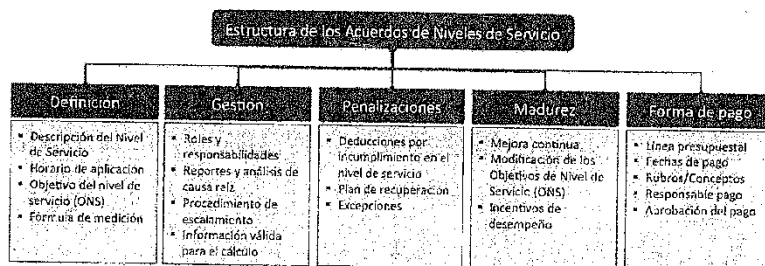 Estructura de los Acuerdos de Niveles de Servicio
Definición
Descripción del Nivel
de Servicio
Horario de aplicación
Objetivo del nivel de
servicio (ONS)
Fórmula de medición
Gestión
Roles y
responsabilidades
Reportes y análisis de
causa raíz
Procedimiento de
escalamiento
Información válida
para el cálculo
Penalizaciones
Deducciones por
incumplimiento en el
nivel de servicio
Plan de recuperación
Excepciones
Madurez
Mejora continua
Modificación de los
Objetivos de Nivel de
Servicio (ONS)
Incentivos de
desempeño
Forma de pago
Línea presupuestal
Fechas de pago
Rubros/Conceptos
Responsable pago
Aprobación del pago